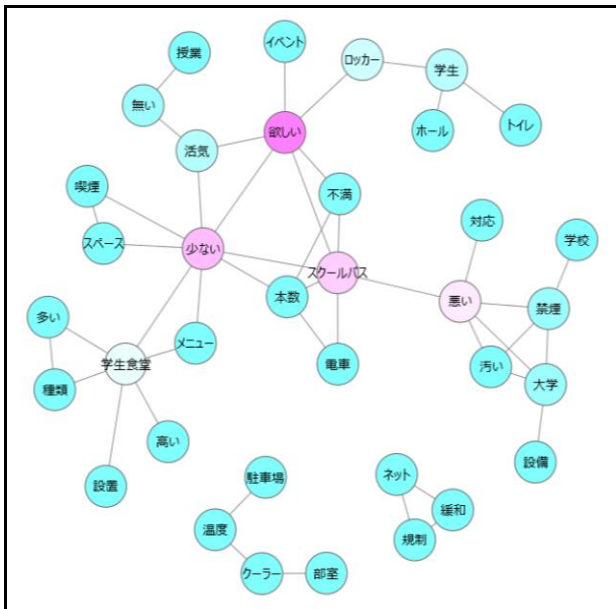 イベント
授業
ロッカー
学生
無い
欲しい
ホール
トイレ
活気
喫煙
不満
対応
学校
スペース
少ない
スクールバス
本数
悪い
禁煙
多い
メニュー
学生食堂
電車
汚い
大学
種類
高い
設備
設置
駐車場
ネット
緩和
温度
規制
クーラー
部室